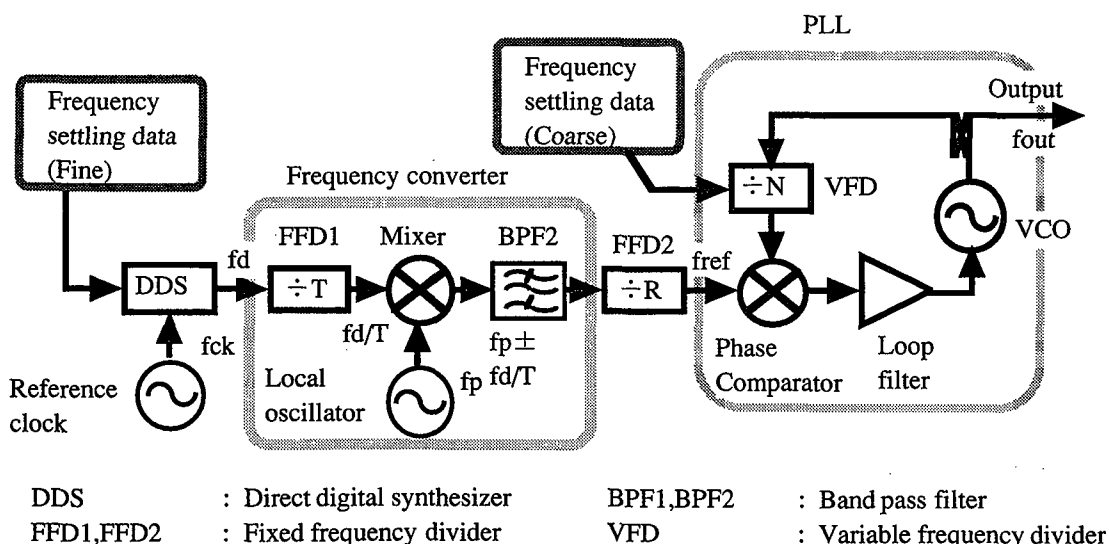 PLL
Frequency
settling data
(Fine)
Frequency
settling data
(Coarse)
Output
fout
÷N
VFD
VCO
Frequency converter
FFD1
Mixer
BPF2
FFD2
fref
DDS
fd
÷T
÷R
fd/T
fck
fp
fp±
fd/T
Reference
clock
Local
oscillator
Phase
Comparator
Loop
filter
DDS : Direct digital synthesizer BPF1,BPF2 : Band pass filter
FFD1,FFD2 : Fixed frequency divider VFD : Variable frequency divider